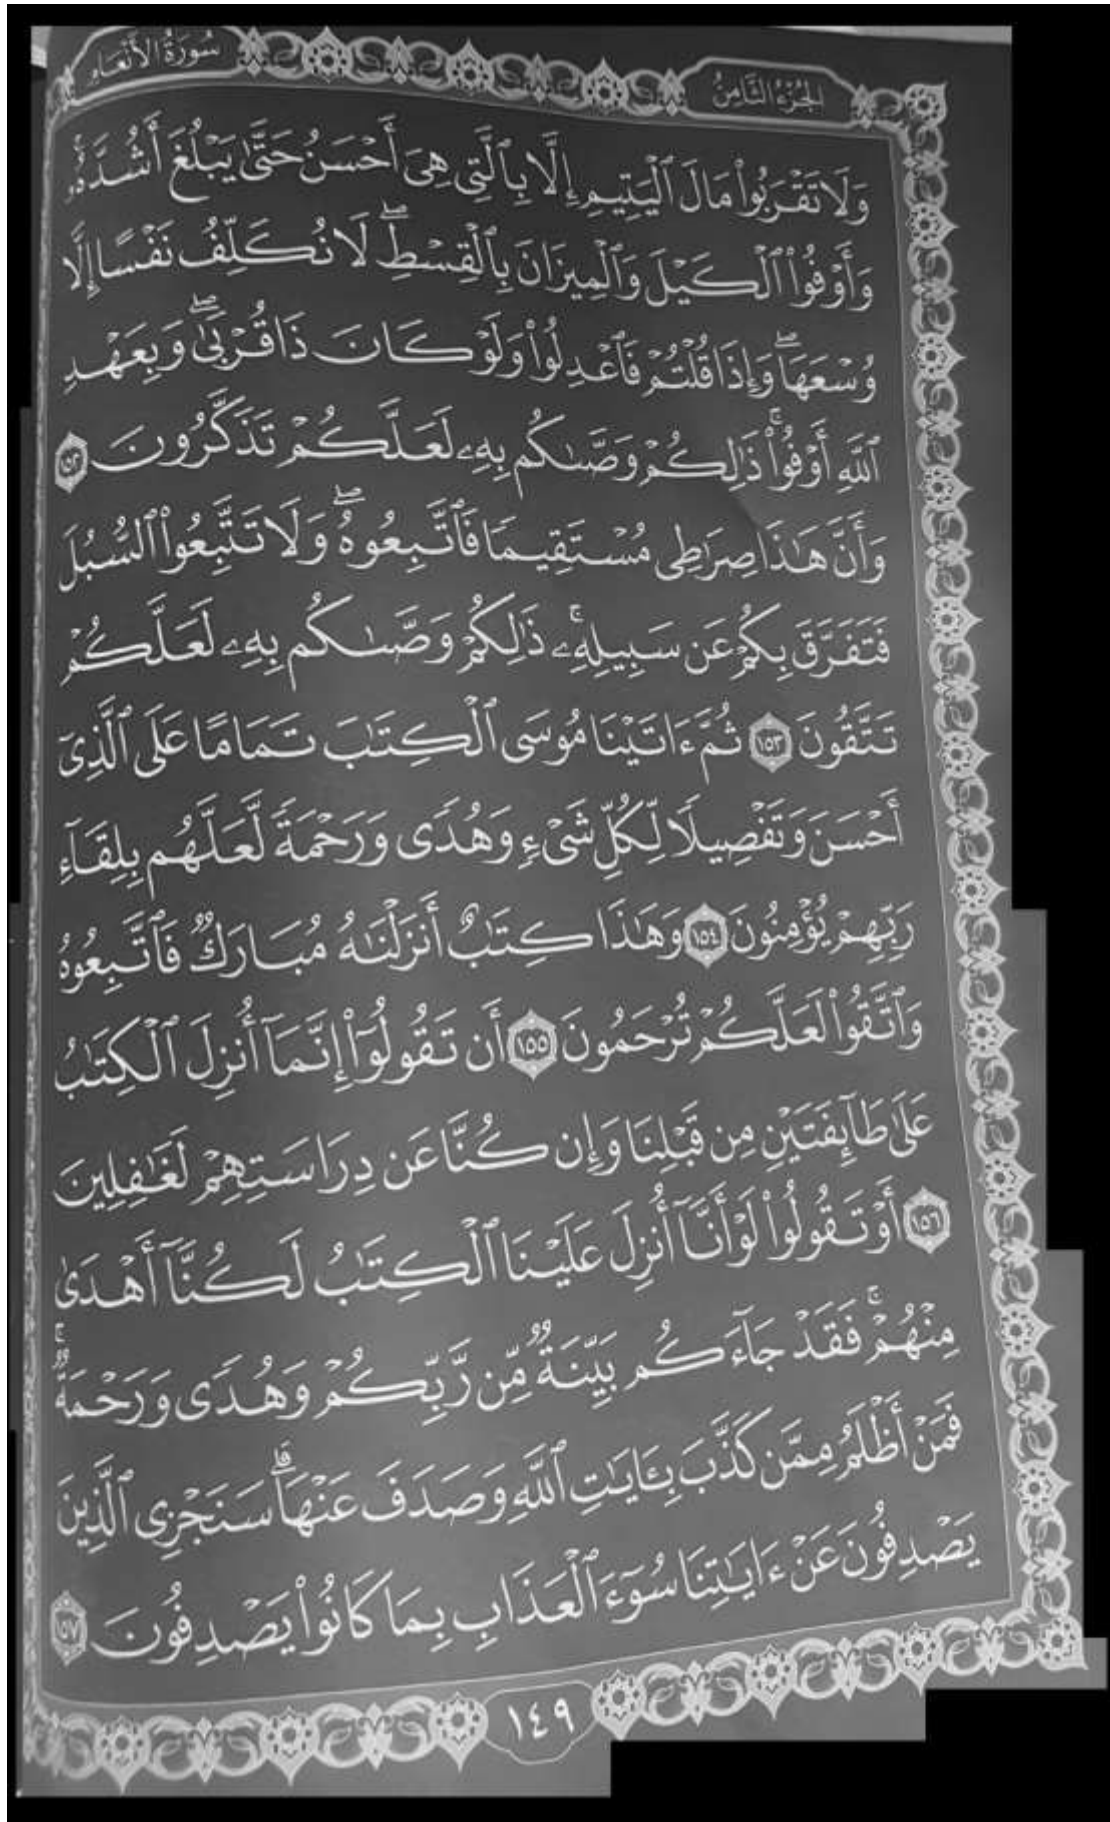 سُورَةُ الأَنْعَامِ
الجُزْءُ الثَّامِنُ
وَلَا تَقْرَبُوا۟ مَالَ ٱلْيَتِيمِ إِلَّا بِٱلَّتِى هِىَ أَحْسَنُ حَتَّىٰ يَبْلُغَ أَشُدَّهُۥۚ
وَأَوْفُوا۟ ٱلْكَيْلَ وَٱلْمِيزَانَ بِٱلْقِسْطِۖ لَا نُكَلِّفُ نَفْسًا إِلَّا
وُسْعَهَاۖ وَإِذَا قُلْتُمْ فَٱعْدِلُوا۟ وَلَوْ كَانَ ذَا قُرْبَىٰۖ وَبِعَهْدِ
ٱللَّهِ أَوْفُوا۟ۚ ذَٰلِكُمْ وَصَّىٰكُم بِهِۦ لَعَلَّكُمْ تَذَكَّرُونَ ١٥٢
وَأَنَّ هَٰذَا صِرَٰطِى مُسْتَقِيمًا فَٱتَّبِعُوهُۖ وَلَا تَتَّبِعُوا۟ ٱلسُّبُلَ
فَتَفَرَّقَ بِكُمْ عَن سَبِيلِهِۦۚ ذَٰلِكُمْ وَصَّىٰكُم بِهِۦ لَعَلَّكُمْ
تَتَّقُونَ ١٥٣ ثُمَّ ءَاتَيْنَا مُوسَى ٱلْكِتَٰبَ تَمَامًا عَلَى ٱلَّذِىٓ
أَحْسَنَ وَتَفْصِيلًا لِّكُلِّ شَىْءٍ وَهُدًى وَرَحْمَةً لَّعَلَّهُم بِلِقَآءِ
رَبِّهِمْ يُؤْمِنُونَ ١٥٤ وَهَٰذَا كِتَٰبٌ أَنزَلْنَٰهُ مُبَارَكٌ فَٱتَّبِعُوهُ
وَٱتَّقُوا۟ لَعَلَّكُمْ تُرْحَمُونَ ١٥٥ أَن تَقُولُوٓا۟ إِنَّمَآ أُنزِلَ ٱلْكِتَٰبُ
عَلَىٰ طَآئِفَتَيْنِ مِن قَبْلِنَا وَإِن كُنَّا عَن دِرَاسَتِهِمْ لَغَٰفِلِينَ
١٥٦ أَوْ تَقُولُوا۟ لَوْ أَنَّآ أُنزِلَ عَلَيْنَا ٱلْكِتَٰبُ لَكُنَّآ أَهْدَىٰ
مِنْهُمْۚ فَقَدْ جَآءَكُم بَيِّنَةٌ مِّن رَّبِّكُمْ وَهُدًى وَرَحْمَةٌۚ
فَمَنْ أَظْلَمُ مِمَّن كَذَّبَ بِـَٔايَٰتِ ٱللَّهِ وَصَدَفَ عَنْهَاۗ سَنَجْزِى ٱلَّذِينَ
يَصْدِفُونَ عَنْ ءَايَٰتِنَا سُوٓءَ ٱلْعَذَابِ بِمَا كَانُوا۟ يَصْدِفُونَ ١٥٧
١٤٩